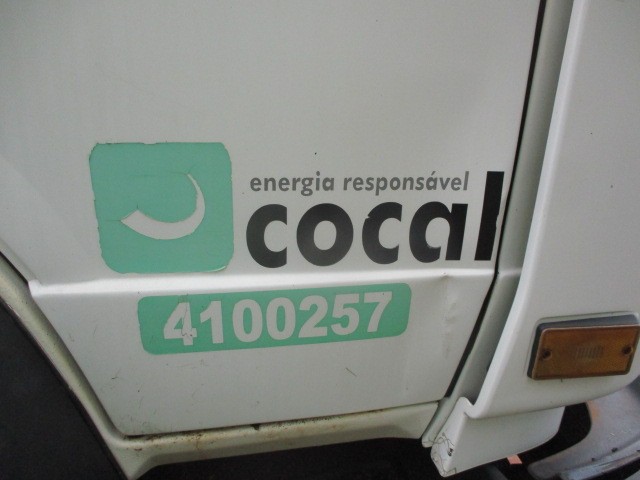 energia responsável
cocal
4100257